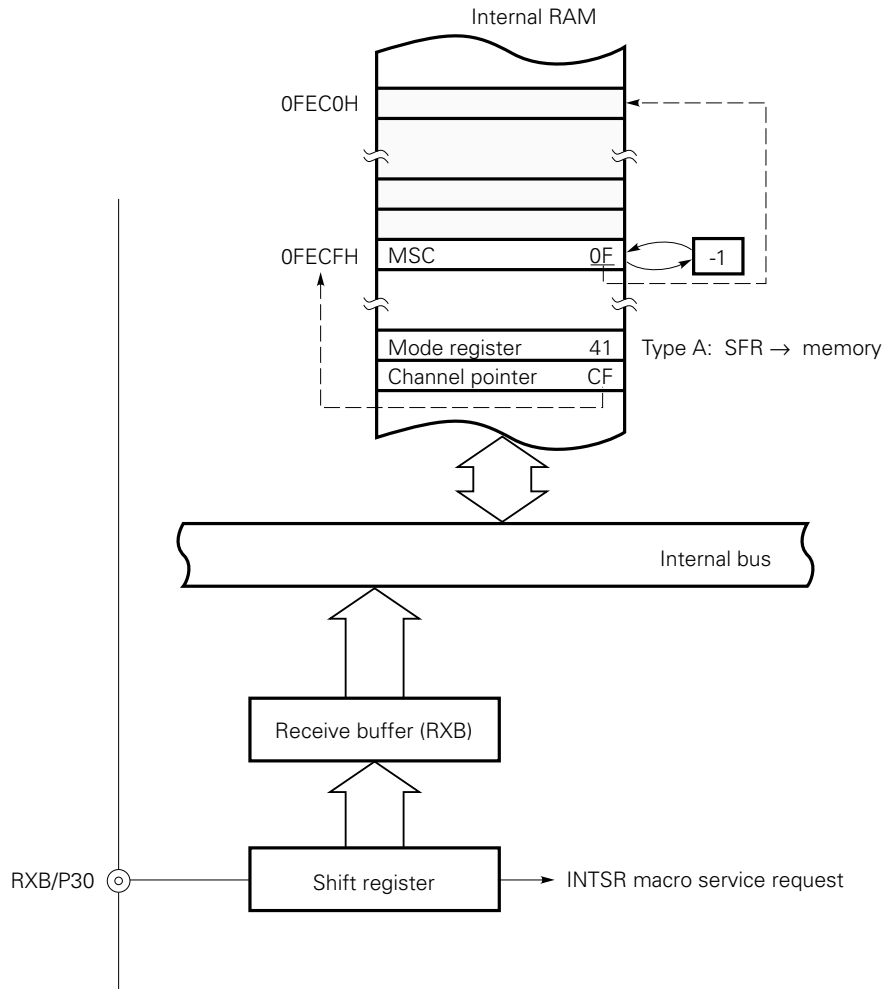 Internal RAM
0FEC0H
0FECFH MSC 0F -1
Mode register 41 Type A: SFR → memory
Channel pointer CF
Internal bus
Receive buffer (RXB)
RXB/P30 Shift register INTSR macro service request